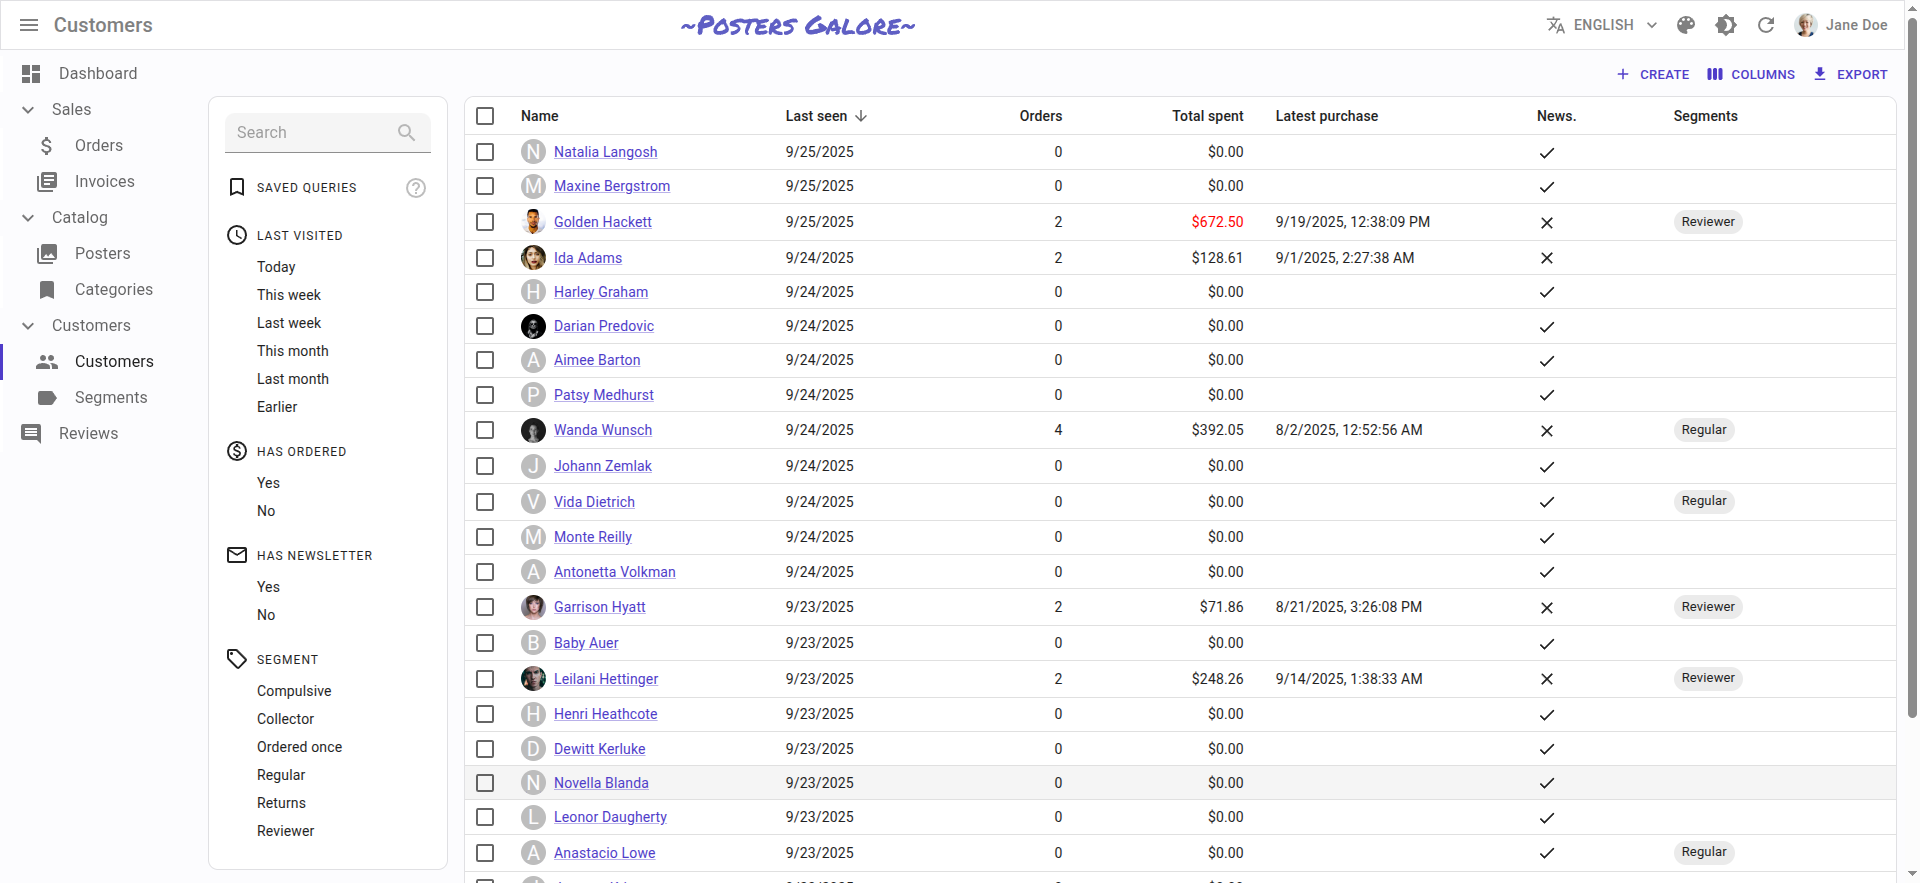 Customers
~Posters Galore~
ENGLISH
Jane Doe
Dashboard
Sales
Orders
Invoices
Catalog
Posters
Categories
Customers
Customers
Segments
Reviews
CREATE
COLUMNS
EXPORT
Search
SAVED QUERIES
LAST VISITED
Today
This week
Last week
This month
Last month
Earlier
HAS ORDERED
Yes
No
HAS NEWSLETTER
Yes
No
SEGMENT
Compulsive
Collector
Ordered once
Regular
Returns
Reviewer
Name Last seen Orders Total spent Latest purchase News. Segments
N Natalia Langosh 9/25/2025 0 $0.00
M Maxine Bergstrom 9/25/2025 0 $0.00
Golden Hackett 9/25/2025 2 $672.50 9/19/2025, 12:38:09 PM Reviewer
Ida Adams 9/24/2025 2 $128.61 9/1/2025, 2:27:38 AM
H Harley Graham 9/24/2025 0 $0.00
Darian Predovic 9/24/2025 0 $0.00
A Aimee Barton 9/24/2025 0 $0.00
P Patsy Medhurst 9/24/2025 0 $0.00
Wanda Wunsch 9/24/2025 4 $392.05 8/2/2025, 12:52:56 AM Regular
J Johann Zemlak 9/24/2025 0 $0.00
V Vida Dietrich 9/24/2025 0 $0.00 Regular
M Monte Reilly 9/24/2025 0 $0.00
A Antonetta Volkman 9/24/2025 0 $0.00
Garrison Hyatt 9/23/2025 2 $71.86 8/21/2025, 3:26:08 PM Reviewer
B Baby Auer 9/23/2025 0 $0.00
Leilani Hettinger 9/23/2025 2 $248.26 9/14/2025, 1:38:33 AM Reviewer
H Henri Heathcote 9/23/2025 0 $0.00
D Dewitt Kerluke 9/23/2025 0 $0.00
N Novella Blanda 9/23/2025 0 $0.00
L Leonor Daugherty 9/23/2025 0 $0.00
A Anastacio Lowe 9/23/2025 0 $0.00 Regular